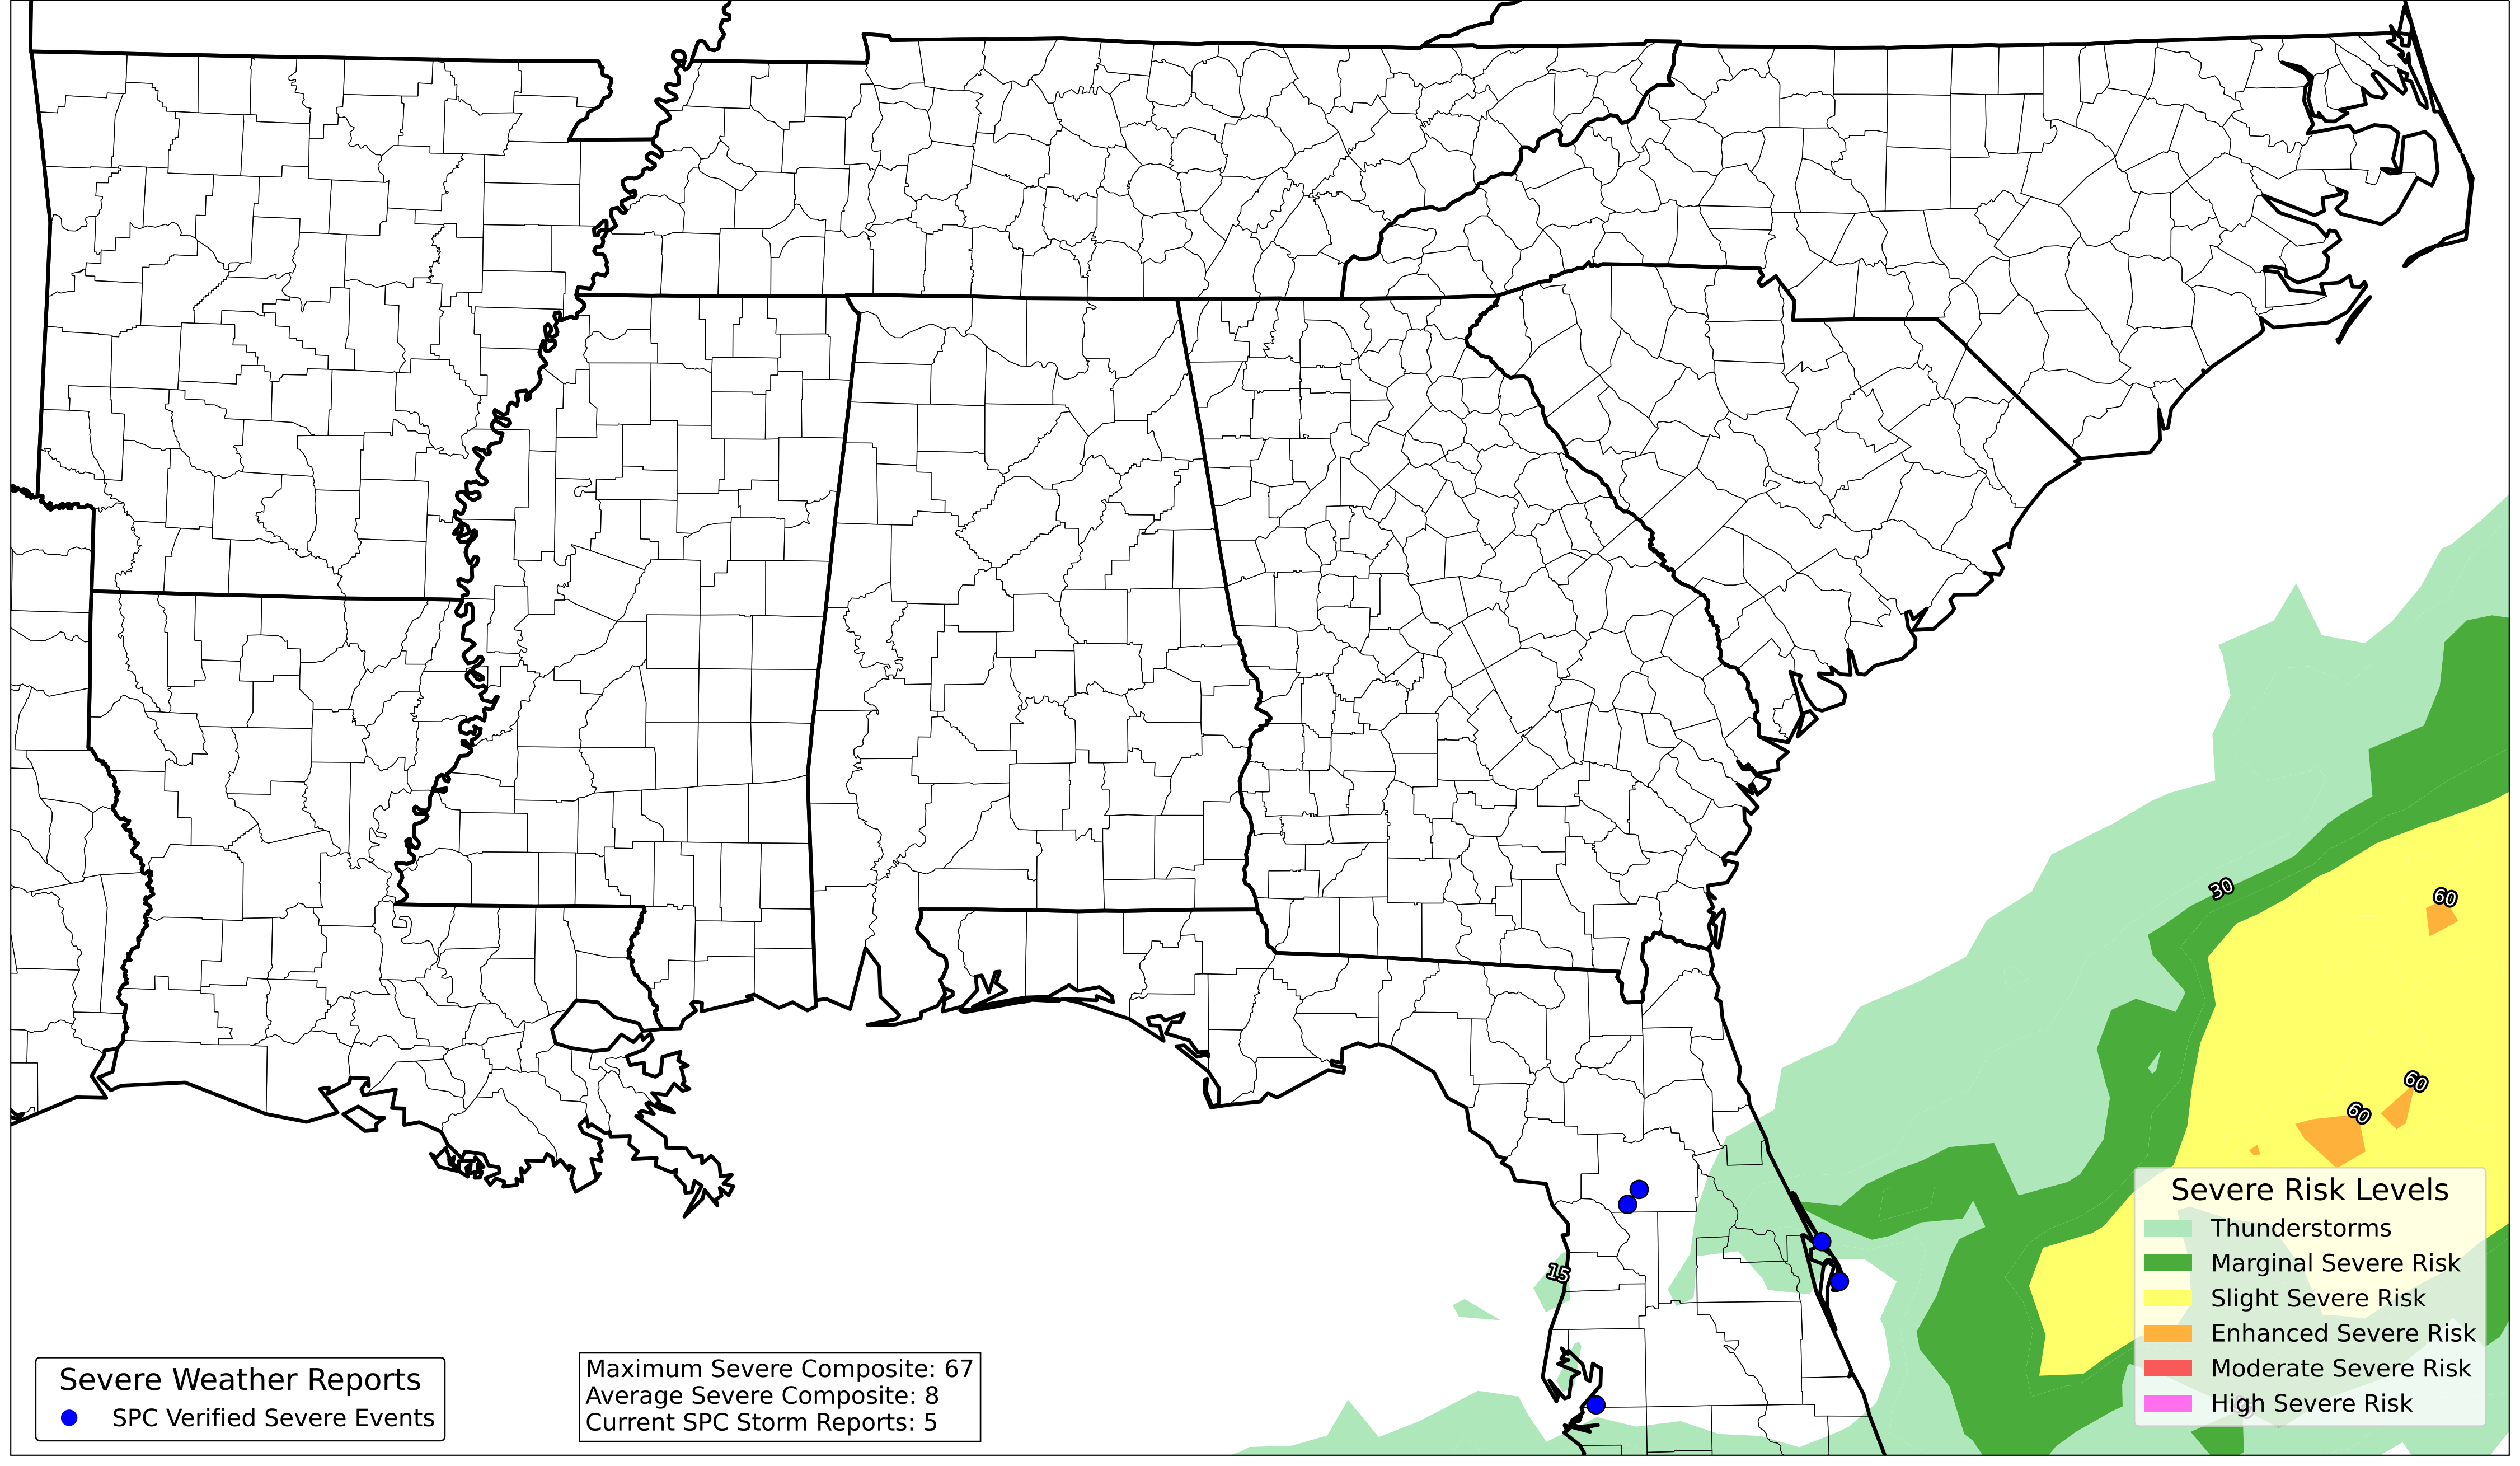 30
60
60
60
15
Severe Risk Levels
Thunderstorms
Marginal Severe Risk
Slight Severe Risk
Enhanced Severe Risk
Moderate Severe Risk
High Severe Risk
Severe Weather Reports
SPC Verified Severe Events
Maximum Severe Composite: 67
Average Severe Composite: 8
Current SPC Storm Reports: 5